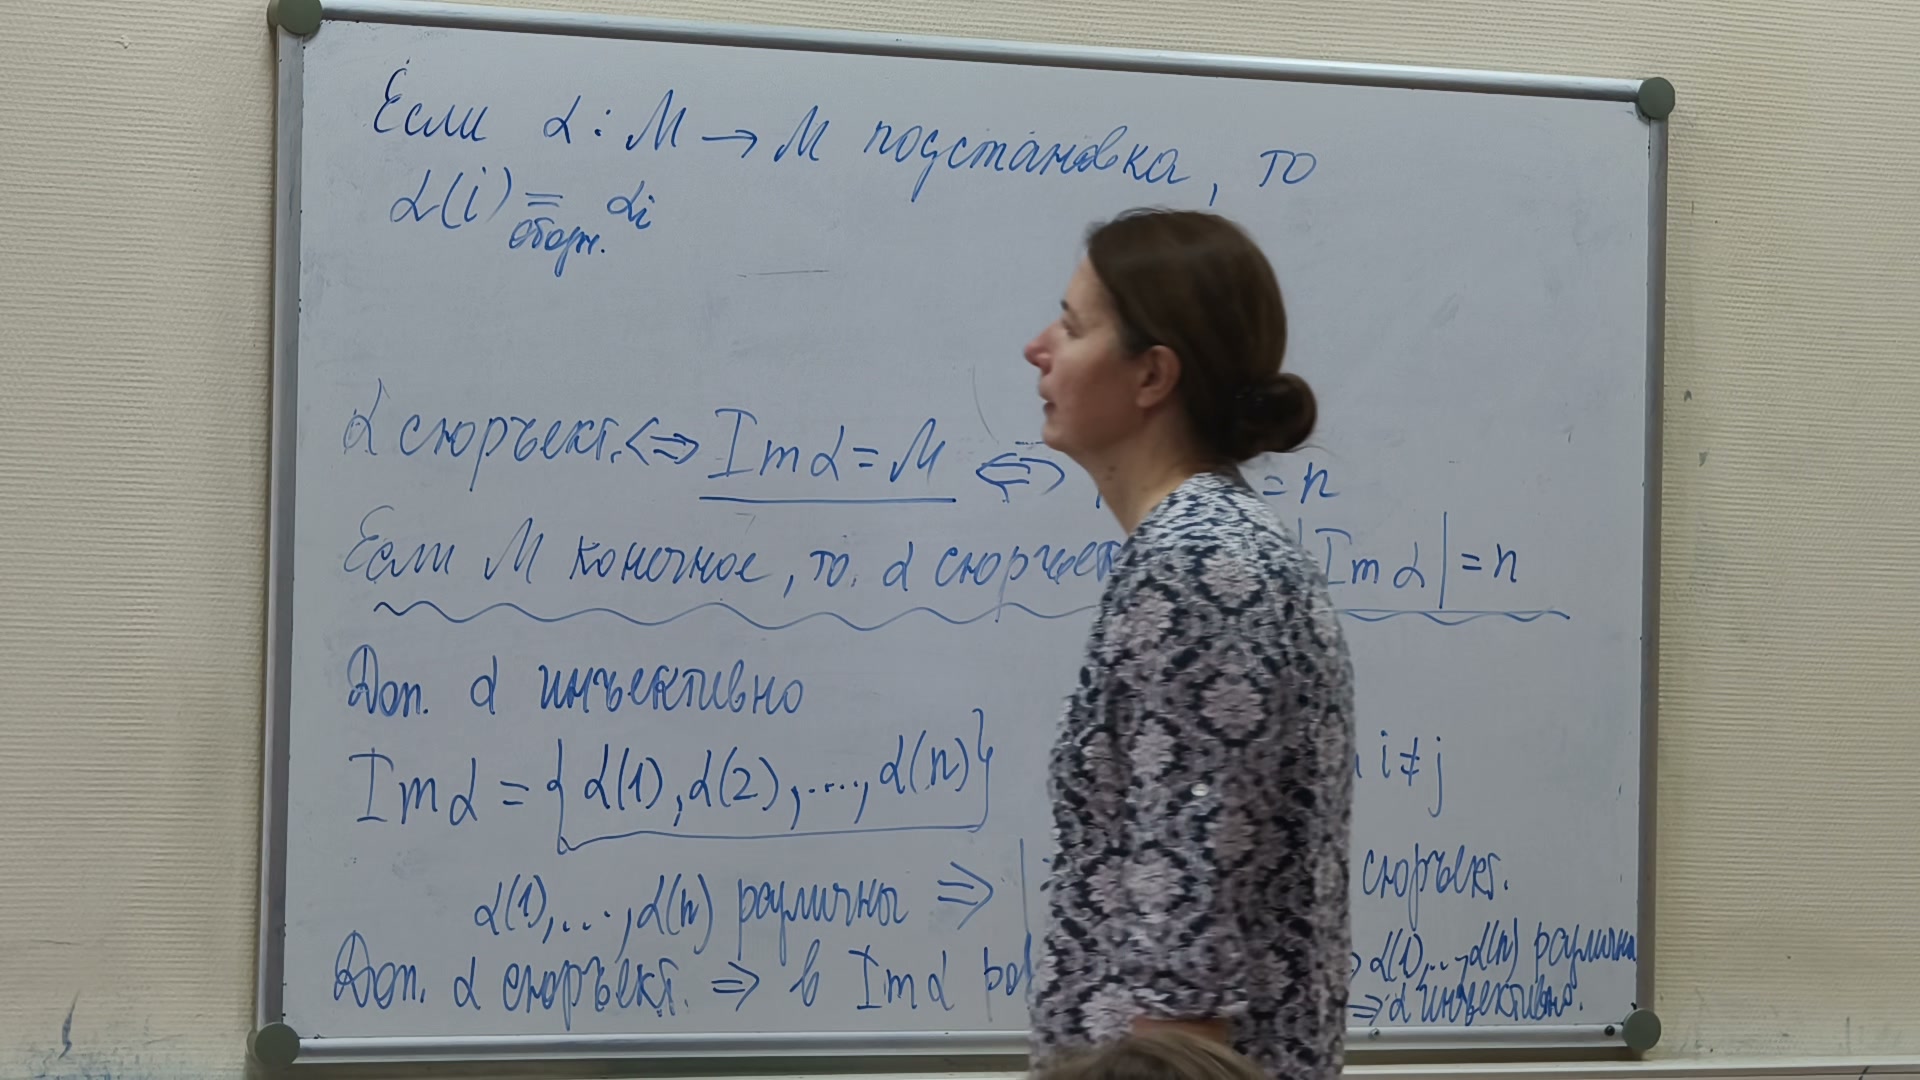 Если α : M → M подстановка, то
α(i) = αi
обозн.
α сюръект. <=> Im α = M <=> = n
Если M конечное, то α сюръект |Im α| = n
Доп. α инъективно
Im α = {α(1), α(2), ...., α(n)} i ≠ j
α(1), ..., α(n) различны => сюръект.
Доп. α сюръект. => в Im α α(1), ..., α(n) различны
=> α инъективно.